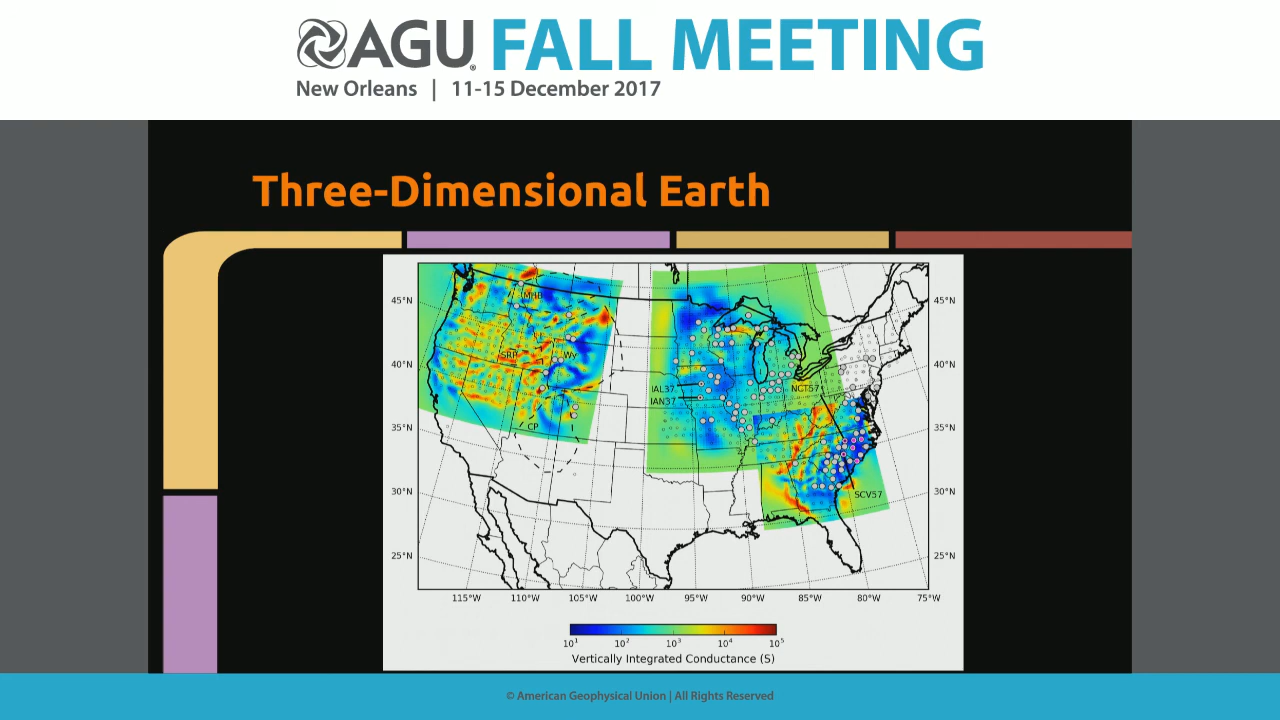 AGU FALL MEETING
New Orleans | 11-15 December 2017
Three-Dimensional Earth
MHB
SRP
WY
CP
IAL37
IAN37
NCT57
SCV57
45°N
40°N
35°N
30°N
25°N
45°N
40°N
35°N
30°N
25°N
115°W 110°W 105°W 100°W 95°W 90°W 85°W 80°W 75°W
10¹ 10² 10³ 10⁴ 10⁵
Vertically Integrated Conductance (S)
© American Geophysical Union | All Rights Reserved